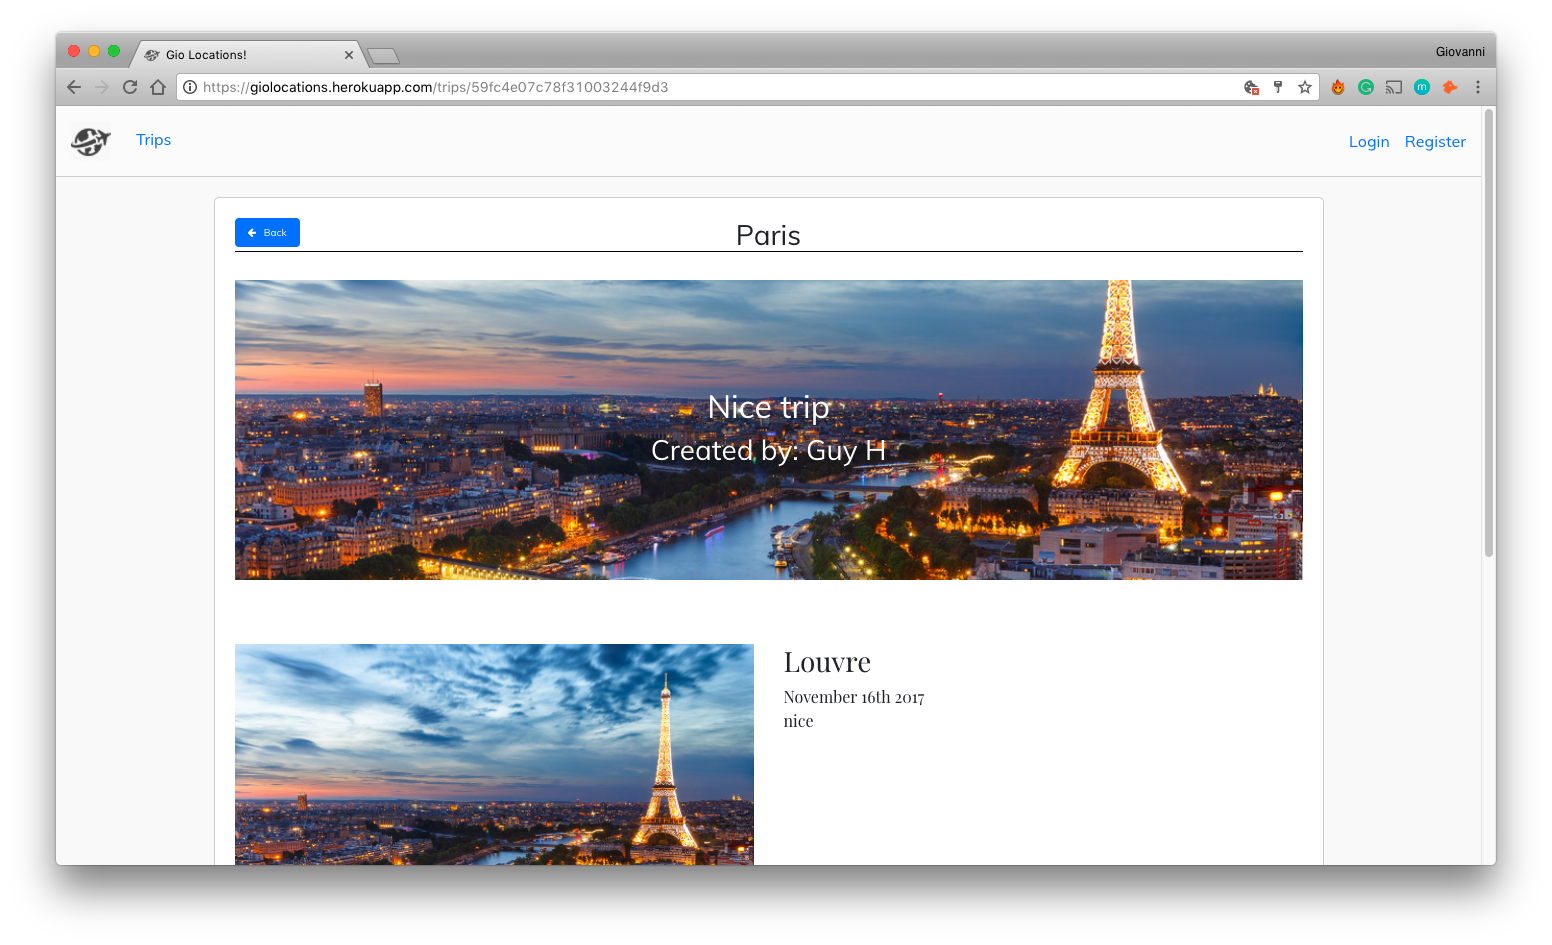 Gio Locations!
Giovanni
https://giolocations.herokuapp.com/trips/59fc4e07c78f31003244f9d3
Trips
Login Register
Back
Paris
Nice trip
Created by: Guy H
Louvre
November 16th 2017
nice